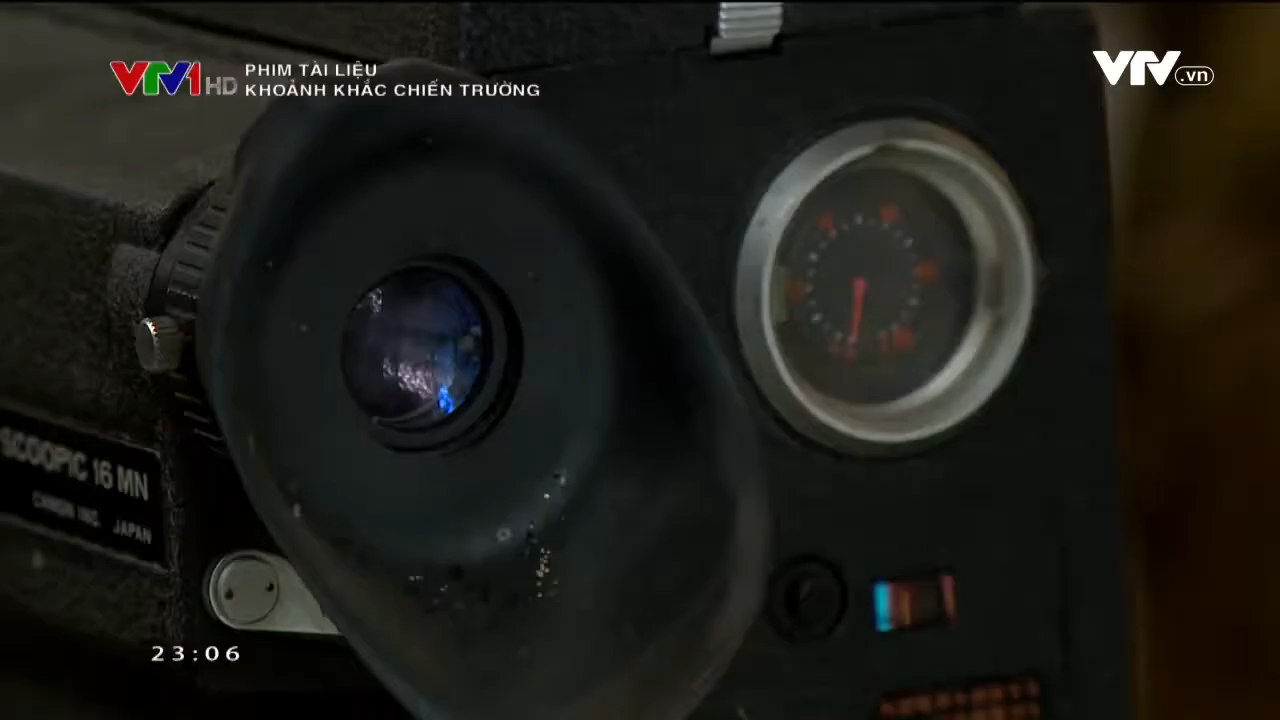 VTV1 HD
PHIM TÀI LIỆU
KHOẢNH KHẮC CHIẾN TRƯỜNG
VTV.vn
SCOOPIC 16 MN
CANON INC. JAPAN
23:06